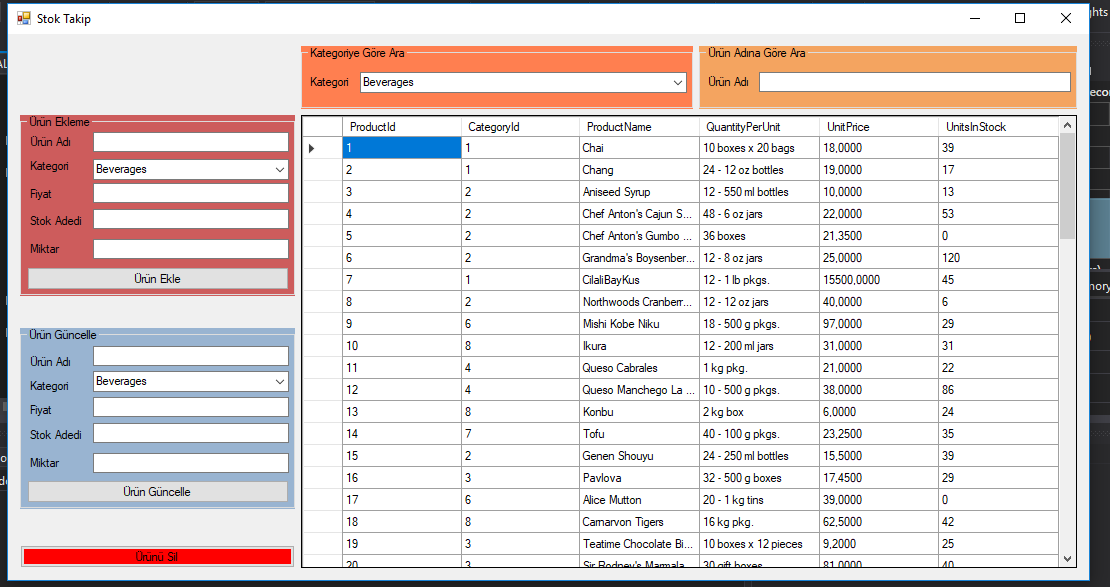 Stok Takip
Kategoriye Göre Ara
Kategori Beverages
Ürün Adına Göre Ara
Ürün Adı
Ürün Ekleme
Ürün Adı
Kategori Beverages
Fiyat
Stok Adedi
Miktar
Ürün Ekle
Ürün Güncelle
Ürün Adı
Kategori Beverages
Fiyat
Stok Adedi
Miktar
Ürün Güncelle
Ürünü Sil
ProductId CategoryId ProductName QuantityPerUnit UnitPrice UnitsInStock
1 1 Chai 10 boxes x 20 bags 18,0000 39
2 1 Chang 24 - 12 oz bottles 19,0000 17
3 2 Aniseed Syrup 12 - 550 ml bottles 10,0000 13
4 2 Chef Anton's Cajun S... 48 - 6 oz jars 22,0000 53
5 2 Chef Anton's Gumbo ... 36 boxes 21,3500 0
6 2 Grandma's Boysenber... 12 - 8 oz jars 25,0000 120
7 1 CilaliBayKus 12 - 1 lb pkgs. 15500,0000 45
8 2 Northwoods Cranberr... 12 - 12 oz jars 40,0000 6
9 6 Mishi Kobe Niku 18 - 500 g pkgs. 97,0000 29
10 8 Ikura 12 - 200 ml jars 31,0000 31
11 4 Queso Cabrales 1 kg pkg. 21,0000 22
12 4 Queso Manchego La ... 10 - 500 g pkgs. 38,0000 86
13 8 Konbu 2 kg box 6,0000 24
14 7 Tofu 40 - 100 g pkgs. 23,2500 35
15 2 Genen Shouyu 24 - 250 ml bottles 15,5000 39
16 3 Pavlova 32 - 500 g boxes 17,4500 29
17 6 Alice Mutton 20 - 1 kg tins 39,0000 0
18 8 Carnarvon Tigers 16 kg pkg. 62,5000 42
19 3 Teatime Chocolate Bi... 10 boxes x 12 pieces 9,2000 25
20 3 Sir Rodney's Marmala... 30 gift boxes 81,0000 40